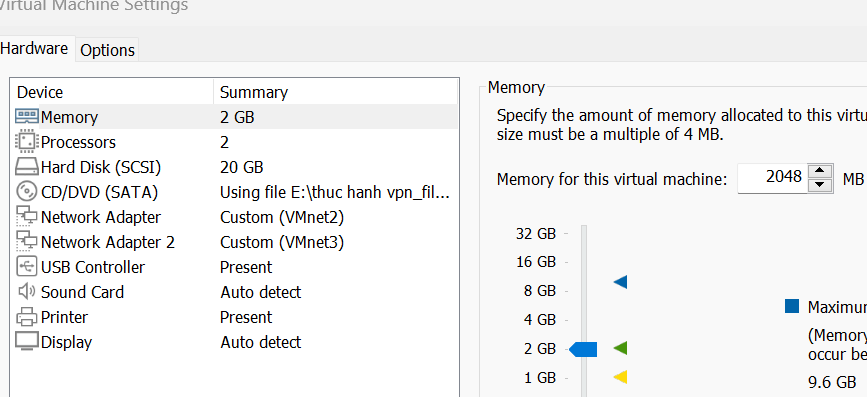 Virtual Machine Settings
Hardware Options
Device Summary
Memory 2 GB
Processors 2
Hard Disk (SCSI) 20 GB
CD/DVD (SATA) Using file E:\thuc hanh vpn_fil...
Network Adapter Custom (VMnet2)
Network Adapter 2 Custom (VMnet3)
USB Controller Present
Sound Card Auto detect
Printer Present
Display Auto detect
Memory
Specify the amount of memory allocated to this virtu
size must be a multiple of 4 MB.
Memory for this virtual machine: 2048 MB
32 GB
16 GB
8 GB
4 GB
2 GB
1 GB
Maximum
(Memory
occur be
9.6 GB